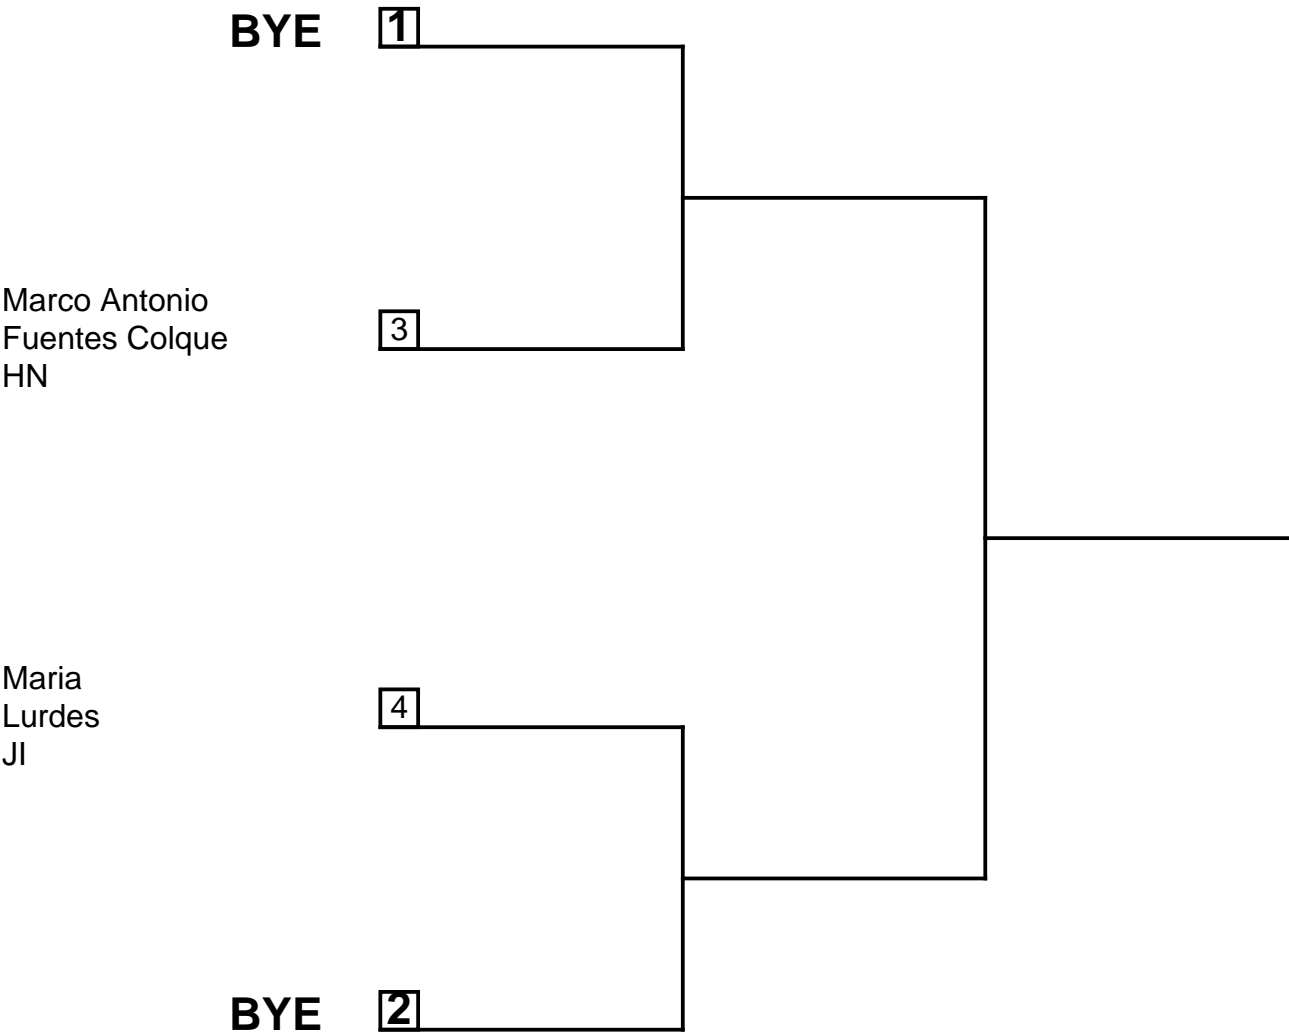 BYE 1
Marco Antonio
Fuentes Colque 3
HN
Maria
Lurdes 4
JI
BYE 2